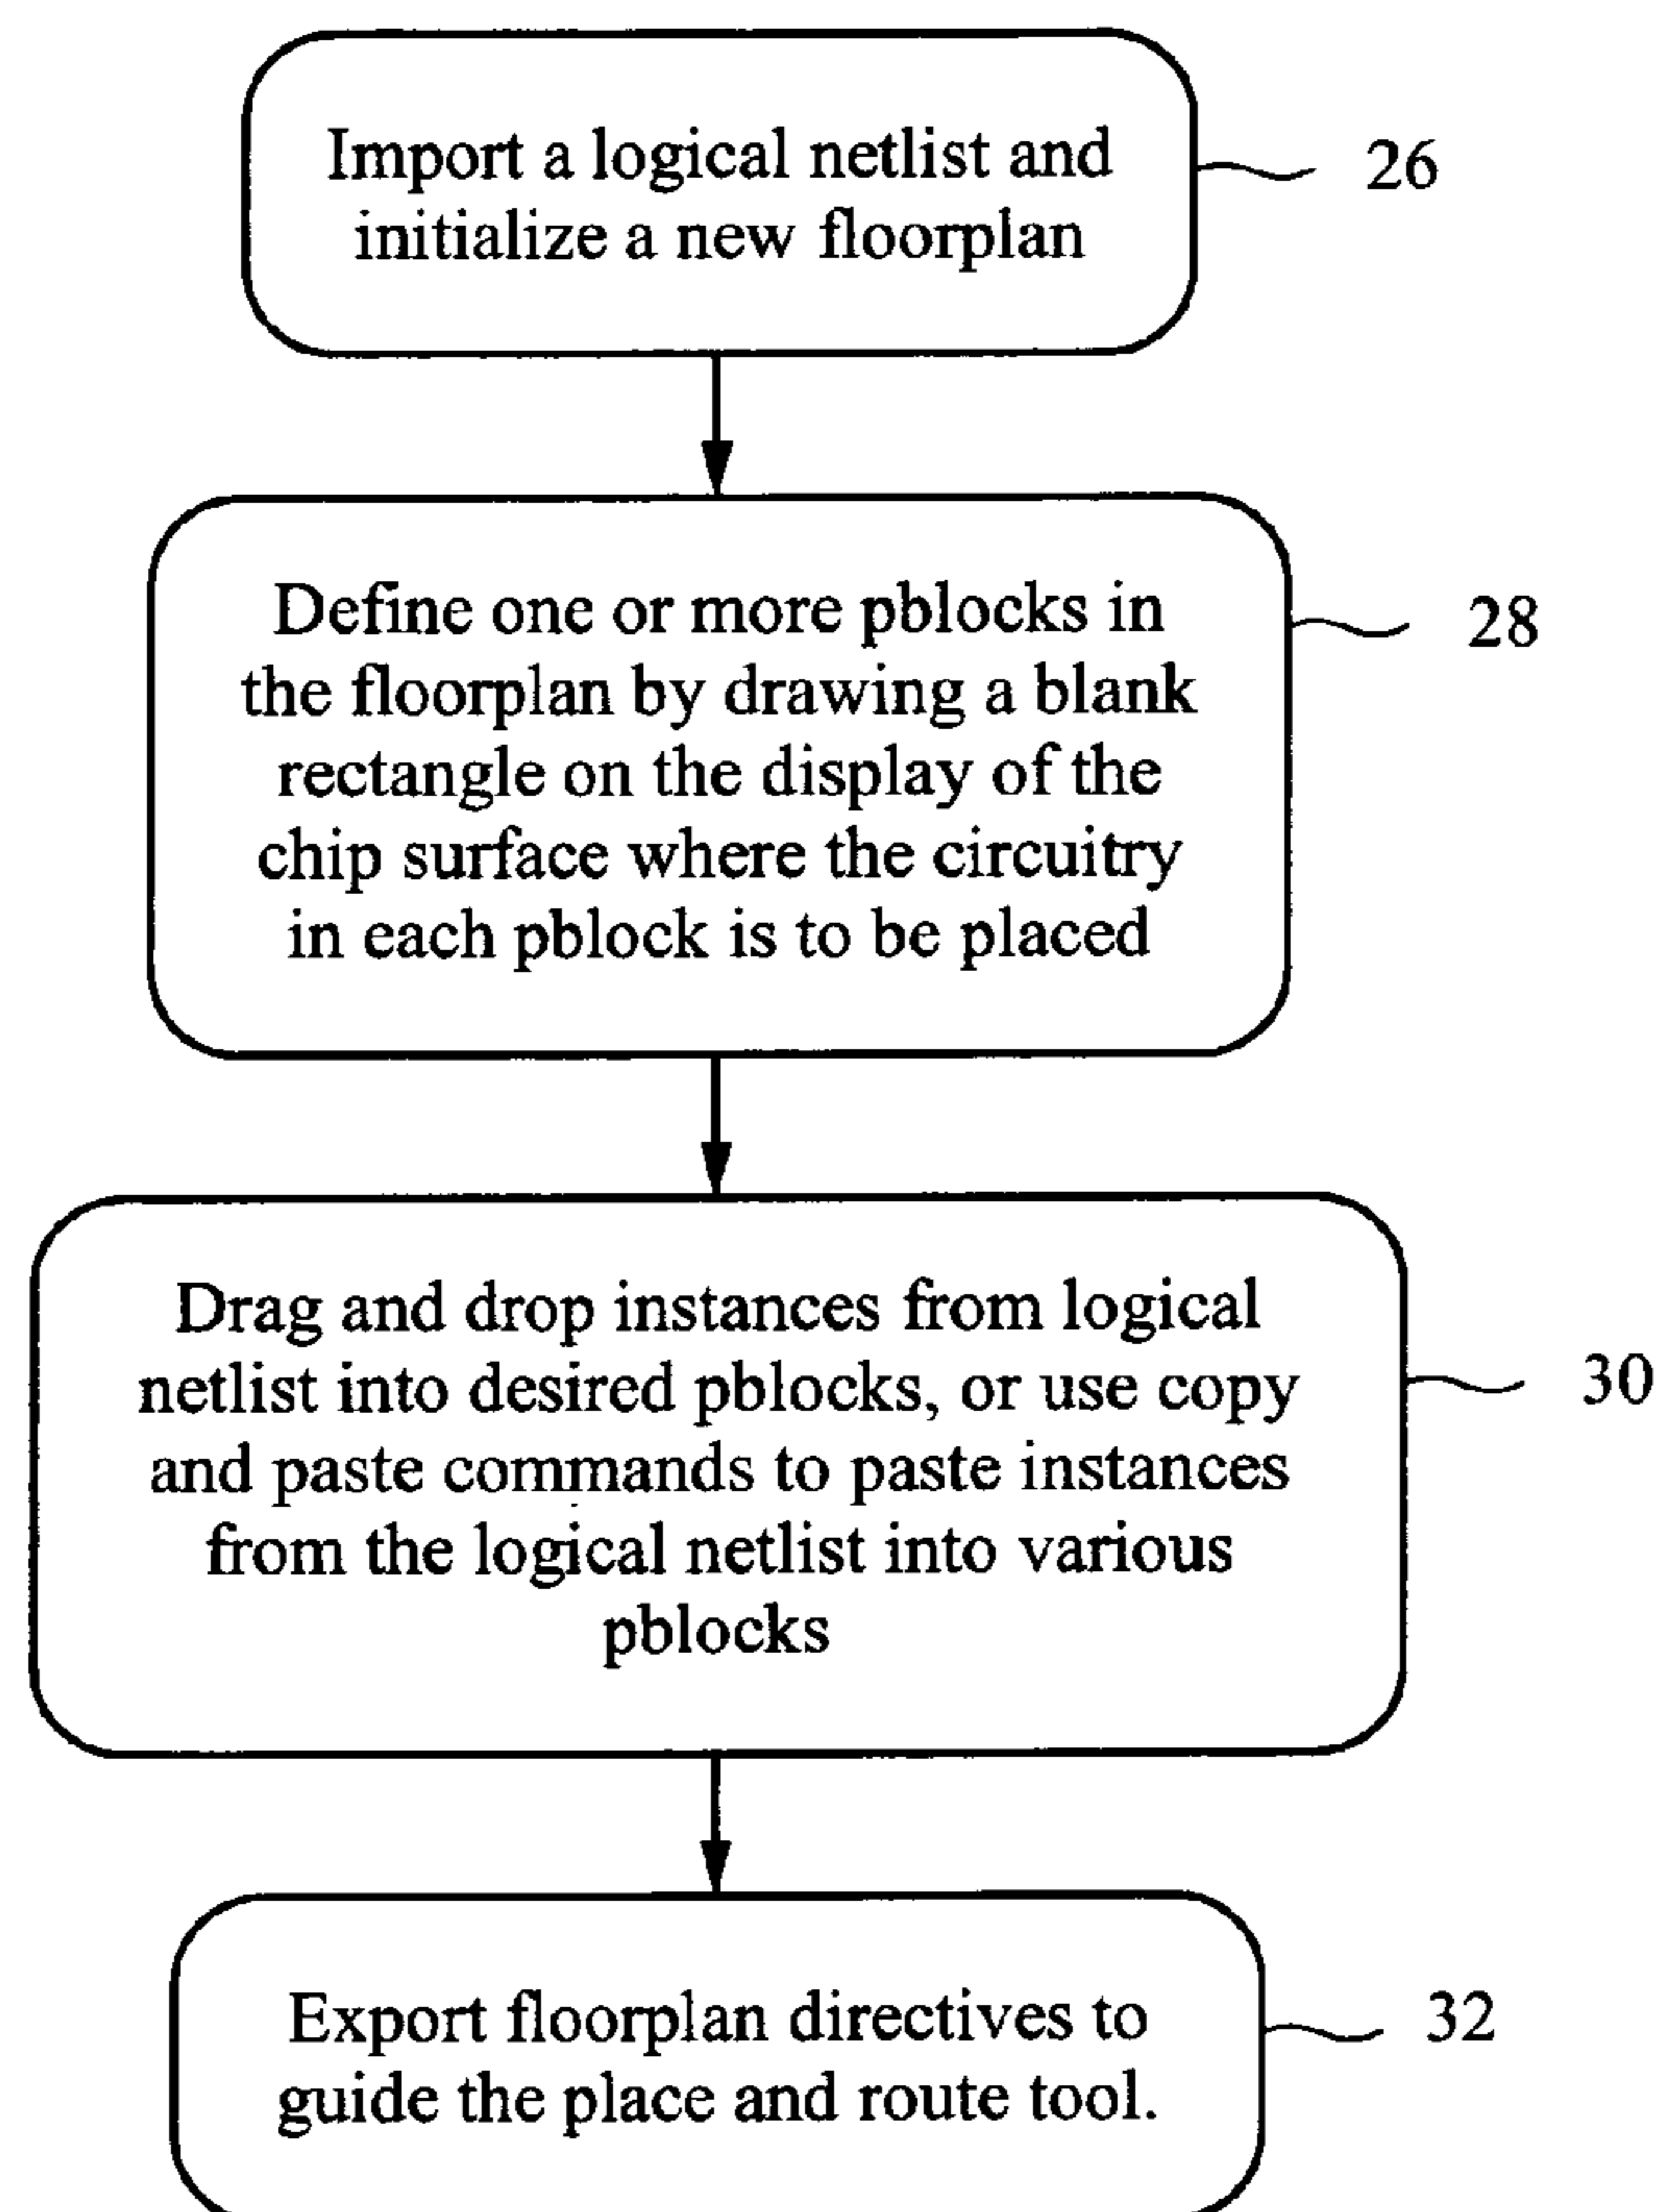 Import a logical netlist and
initialize a new floorplan
26
Define one or more pblocks in
the floorplan by drawing a blank
rectangle on the display of the
chip surface where the circuitry
in each pblock is to be placed
28
Drag and drop instances from logical
netlist into desired pblocks, or use copy
and paste commands to paste instances
from the logical netlist into various
pblocks
30
Export floorplan directives to
guide the place and route tool.
32